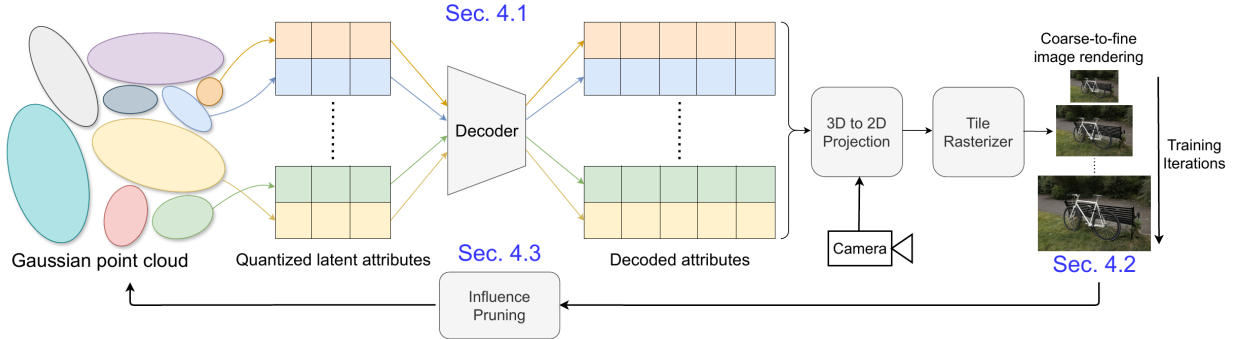 Sec. 4.1
Coarse-to-fine
image rendering
Decoder
3D to 2D
Projection
Tile
Rasterizer
Training
Iterations
Camera
Gaussian point cloud
Quantized latent attributes
Sec. 4.3
Decoded attributes
Sec. 4.2
Influence
Pruning